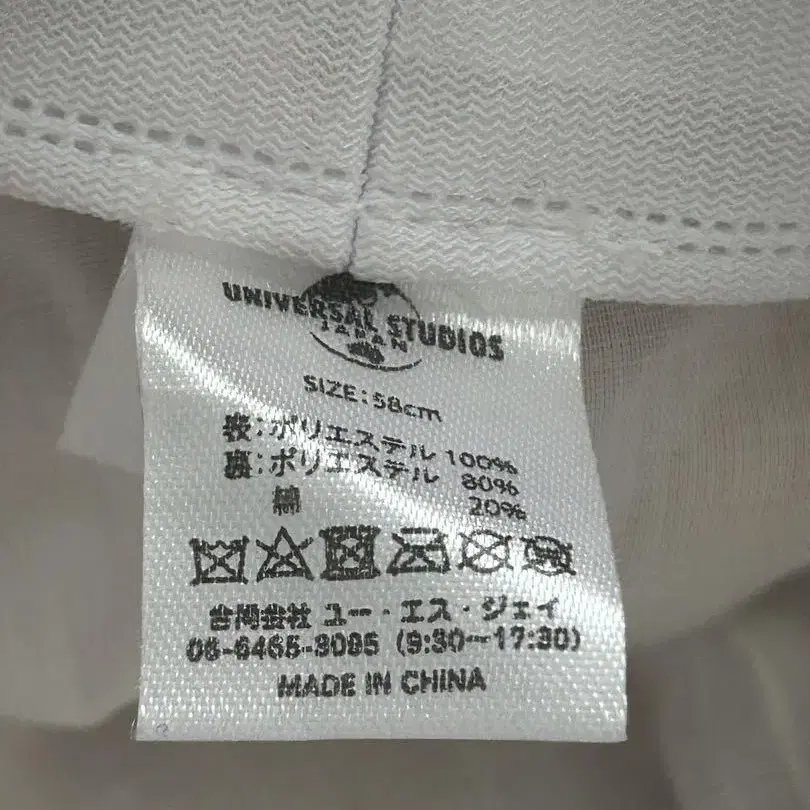 UNIVERSAL STUDIOS
JAPAN
SIZE:58cm
表:ポリエステル 100%
裏:ポリエステル 80%
綿 20%
合同会社 ユー・エス・ジェイ
06-6465-3095 (9:30~17:30)
MADE IN CHINA